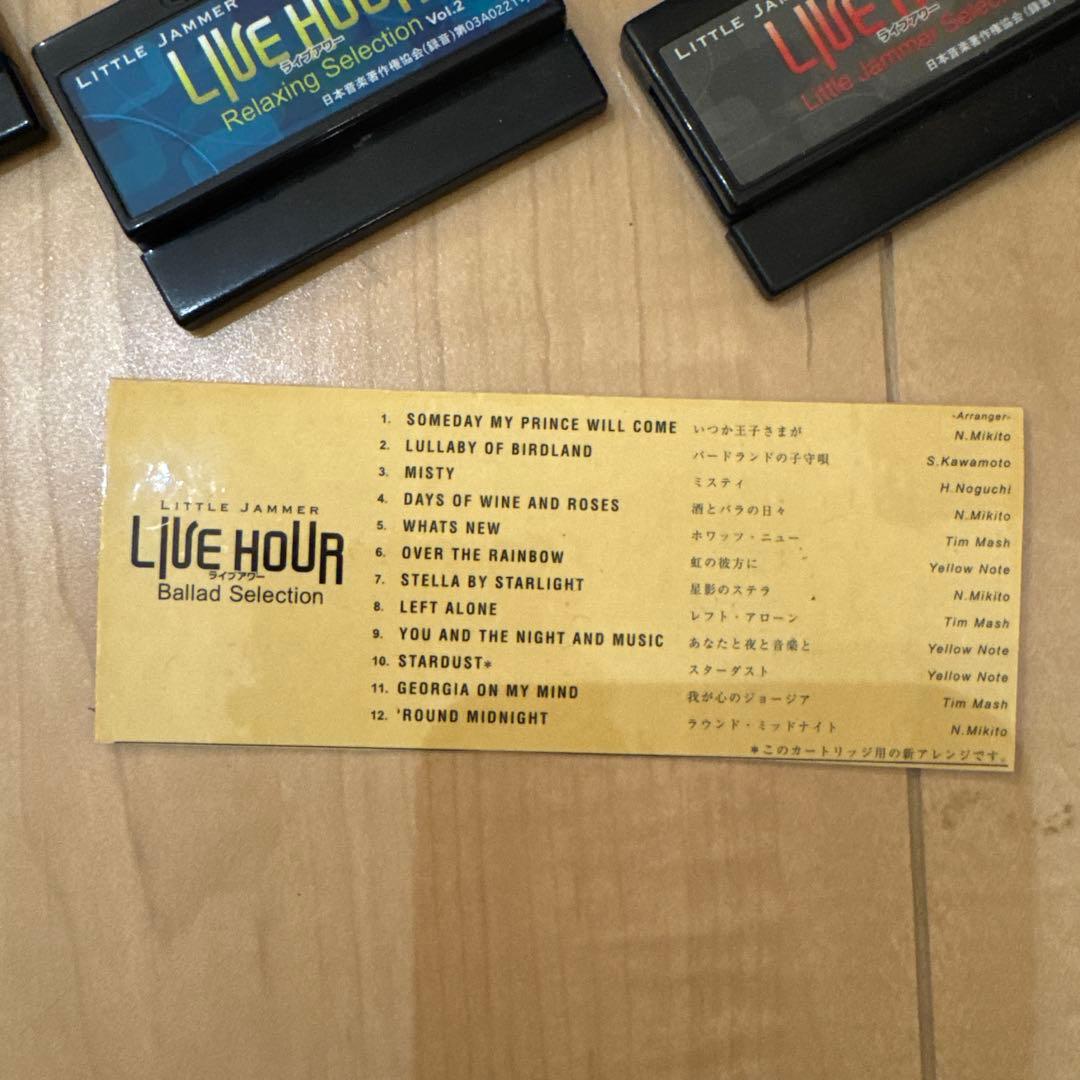 LITTLE JAMMER
LIVE HOUR
ライブアワー
Relaxing Selection Vol.2
日本音楽著作権協会(録音)
LITTLE
ライブアワー
Little Jammer
日本音楽著作権協会(録音)
LITTLE JAMMER
LIVE HOUR
ライブアワー
Ballad Selection
-Arranger-
1. SOMEDAY MY PRINCE WILL COME いつか王子さまが N.Mikito
2. LULLABY OF BIRDLAND バードランドの子守唄 S.Kawamoto
3. MISTY ミスティ H.Noguchi
4. DAYS OF WINE AND ROSES 酒とバラの日々 N.Mikito
5. WHATS NEW ホワッツ・ニュー Tim Mash
6. OVER THE RAINBOW 虹の彼方に Yellow Note
7. STELLA BY STARLIGHT 星影のステラ N.Mikito
8. LEFT ALONE レフト・アローン Tim Mash
9. YOU AND THE NIGHT AND MUSIC あなたと夜と音楽と Yellow Note
10. STARDUST* スターダスト Yellow Note
11. GEORGIA ON MY MIND 我が心のジョージア Tim Mash
12. 'ROUND MIDNIGHT ラウンド・ミッドナイト N.Mikito
*このカートリッジ用の新アレンジです。